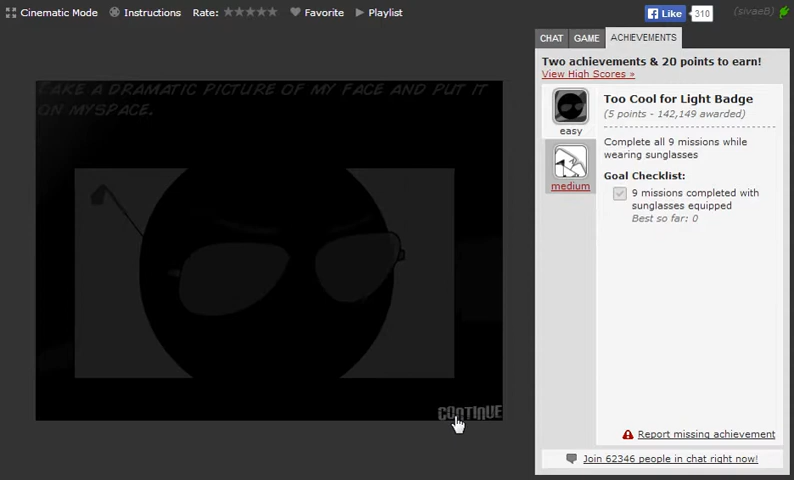 Cinematic Mode Instructions Rate: Favorite Playlist
Like 310 (sivaeB)
CHAT GAME ACHIEVEMENTS
Two achievements & 20 points to earn!
View High Scores »
TAKE A DRAMATIC PICTURE OF MY FACE AND PUT IT
ON MYSPACE.
CONTINUE
easy
medium
Too Cool for Light Badge
(5 points - 142,149 awarded)
Complete all 9 missions while
wearing sunglasses
Goal Checklist:
9 missions completed with
sunglasses equipped
Best so far: 0
Report missing achievement
Join 62346 people in chat right now!